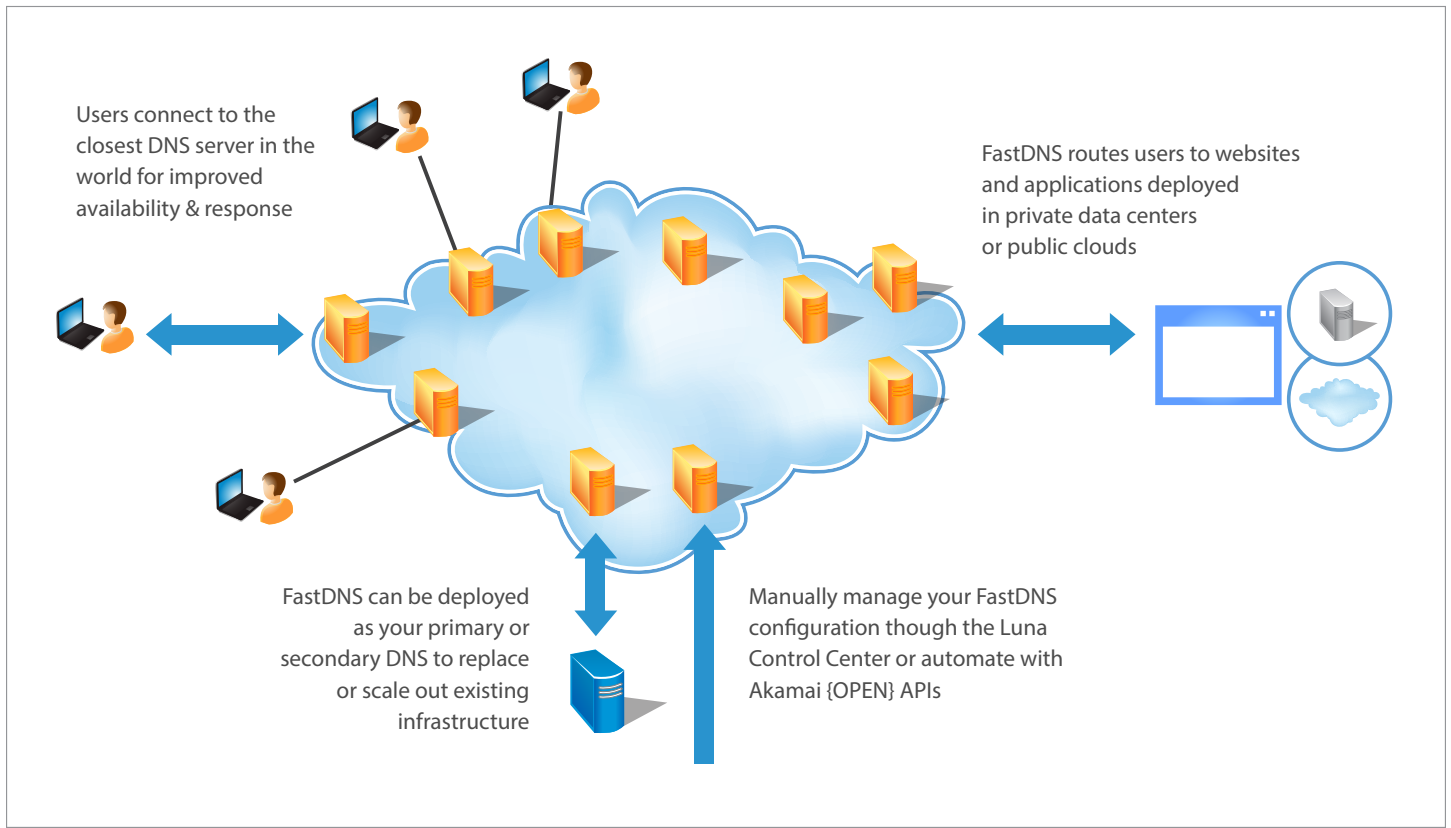 Users connect to the
closest DNS server in the
world for improved
availability & response
FastDNS routes users to websites
and applications deployed
in private data centers
or public clouds
FastDNS can be deployed
as your primary or
secondary DNS to replace
or scale out existing
infrastructure
Manually manage your FastDNS
configuration though the Luna
Control Center or automate with
Akamai {OPEN} APIs